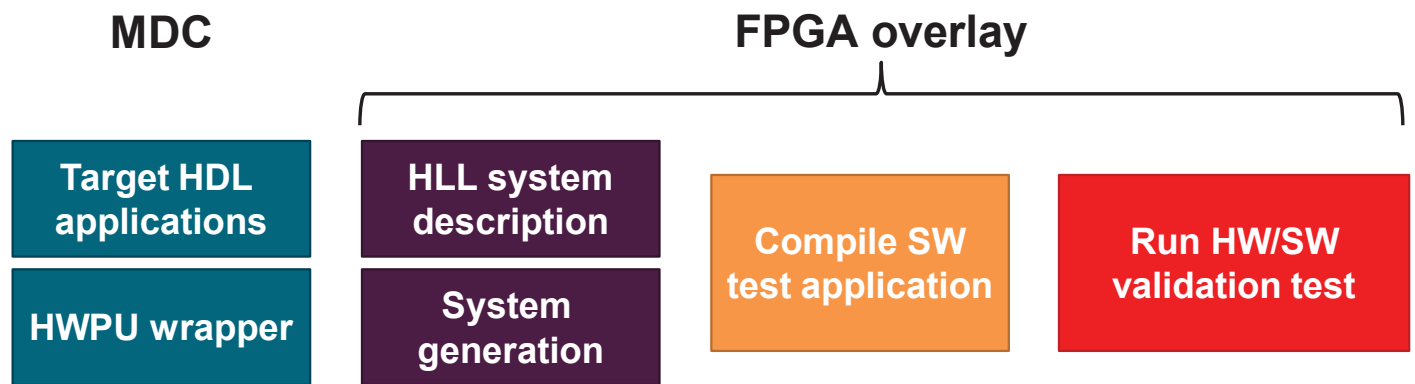 MDC
FPGA overlay
Target HDL
applications
HWPU wrapper
HLL system
description
System
generation
Compile SW
test application
Run HW/SW
validation test